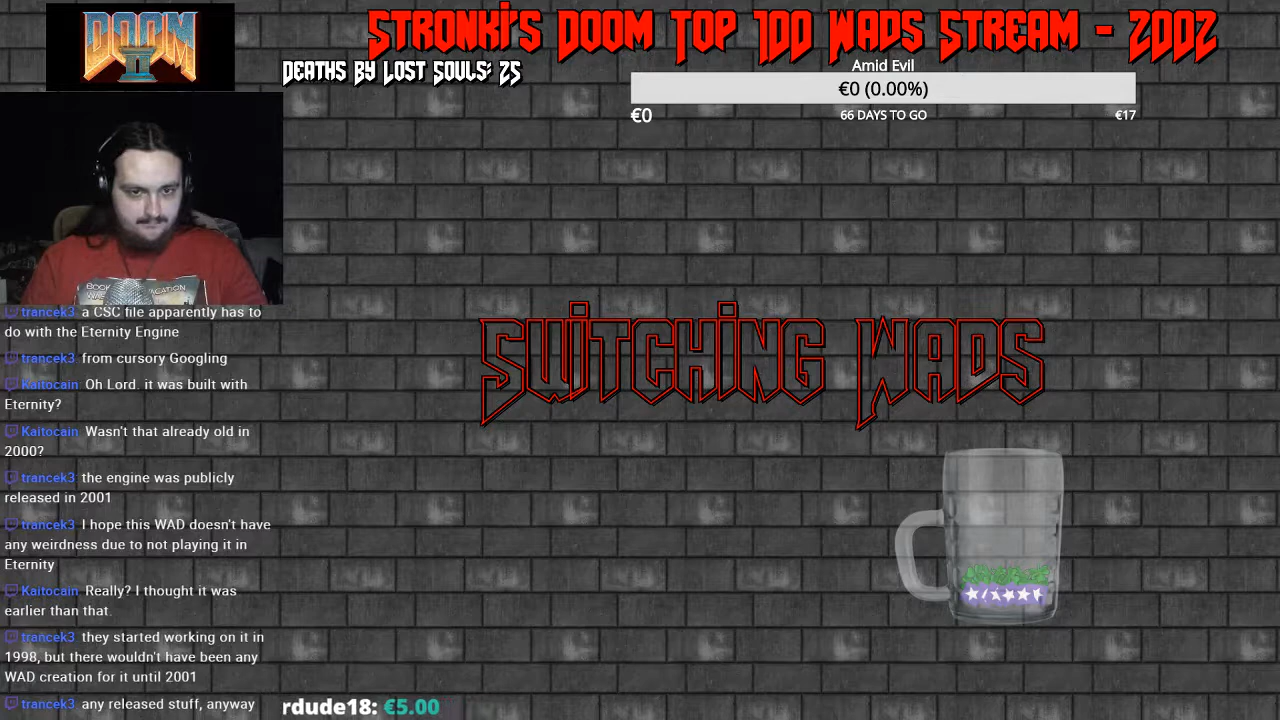 DOOM
II
Stronki's Doom Top 100 Wads Stream - 2002
Deaths by Lost Souls: 25
Amid Evil
€0 (0.00%)
€0
66 DAYS TO GO
€17
BOOK
trancek3 a CSC file apparently has to
do with the Eternity Engine
trancek3 from cursory Googling
Kaitocain Oh Lord. it was built with
Eternity?
Kaitocain Wasn't that already old in
2000?
trancek3 the engine was publicly
released in 2001
trancek3 I hope this WAD doesn't have
any weirdness due to not playing it in
Eternity
Kaitocain Really? I thought it was
earlier than that.
trancek3 they started working on it in
1998, but there wouldn't have been any
WAD creation for it until 2001
trancek3 any released stuff, anyway
Switching Wads
rdude18: €5.00